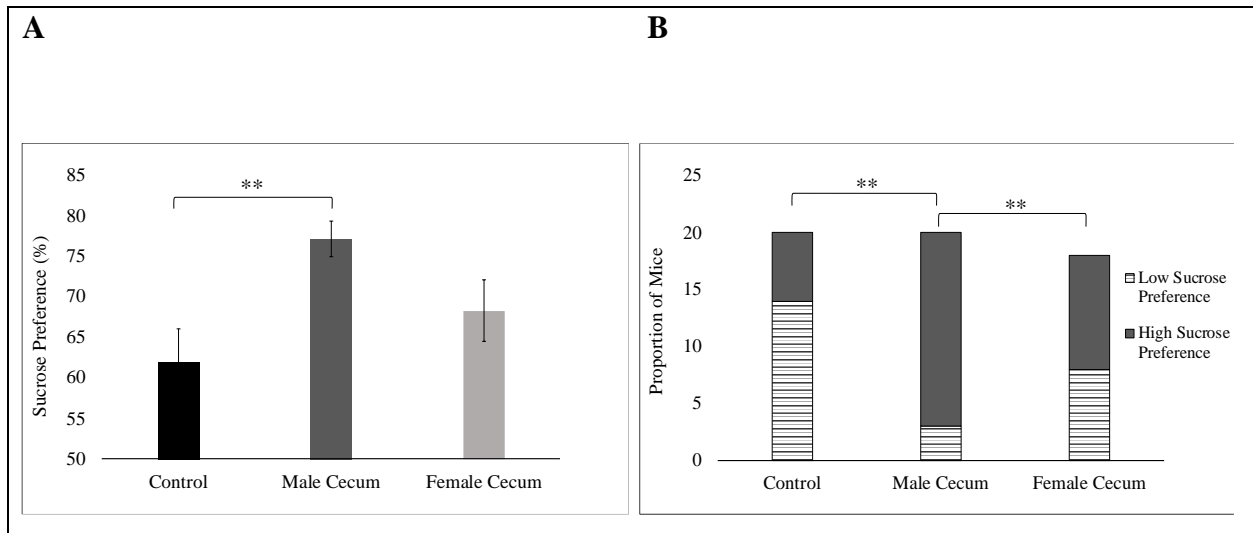 A
B
Sucrose Preference (%)
85
80
75
70
65
60
55
50
**
Control
Male Cecum
Female Cecum
Proportion of Mice
25
20
15
10
5
0
**
**
Control
Male Cecum
Female Cecum
Low Sucrose
Preference
High Sucrose
Preference